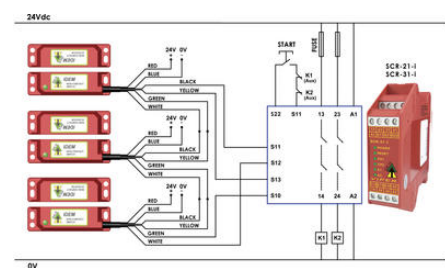 24Vdc
24V 0V
RED
BLUE
BLACK
YELLOW
GREEN
WHITE
24V 0V
RED
BLUE
BLACK
YELLOW
GREEN
WHITE
24V 0V
RED
BLUE
BLACK
YELLOW
GREEN
WHITE
START
FUSE
K1
(Aux)
K2
(Aux)
SCR-21-i
SCR-31-i
S22 S11 13 23 A1
S11
S12
S13
S10
14 24 A2
K1 K2
0V